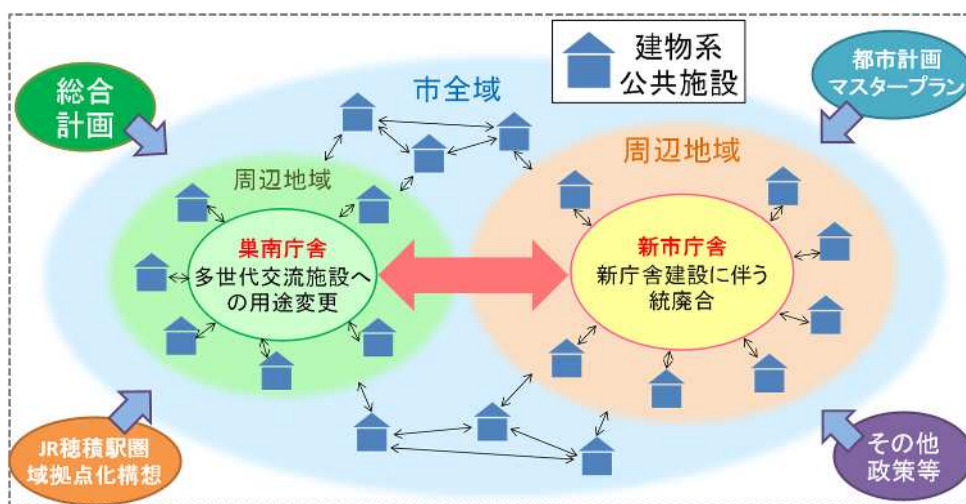 建物系
公共施設
総合
計画
市全域
都市計画
マスタープラン
周辺地域
周辺地域
巣南庁舎
多世代交流施設へ
の用途変更
新市庁舎
新庁舎建設に伴う
統廃合
JR穂積駅圏
域拠点化構想
その他
政策等